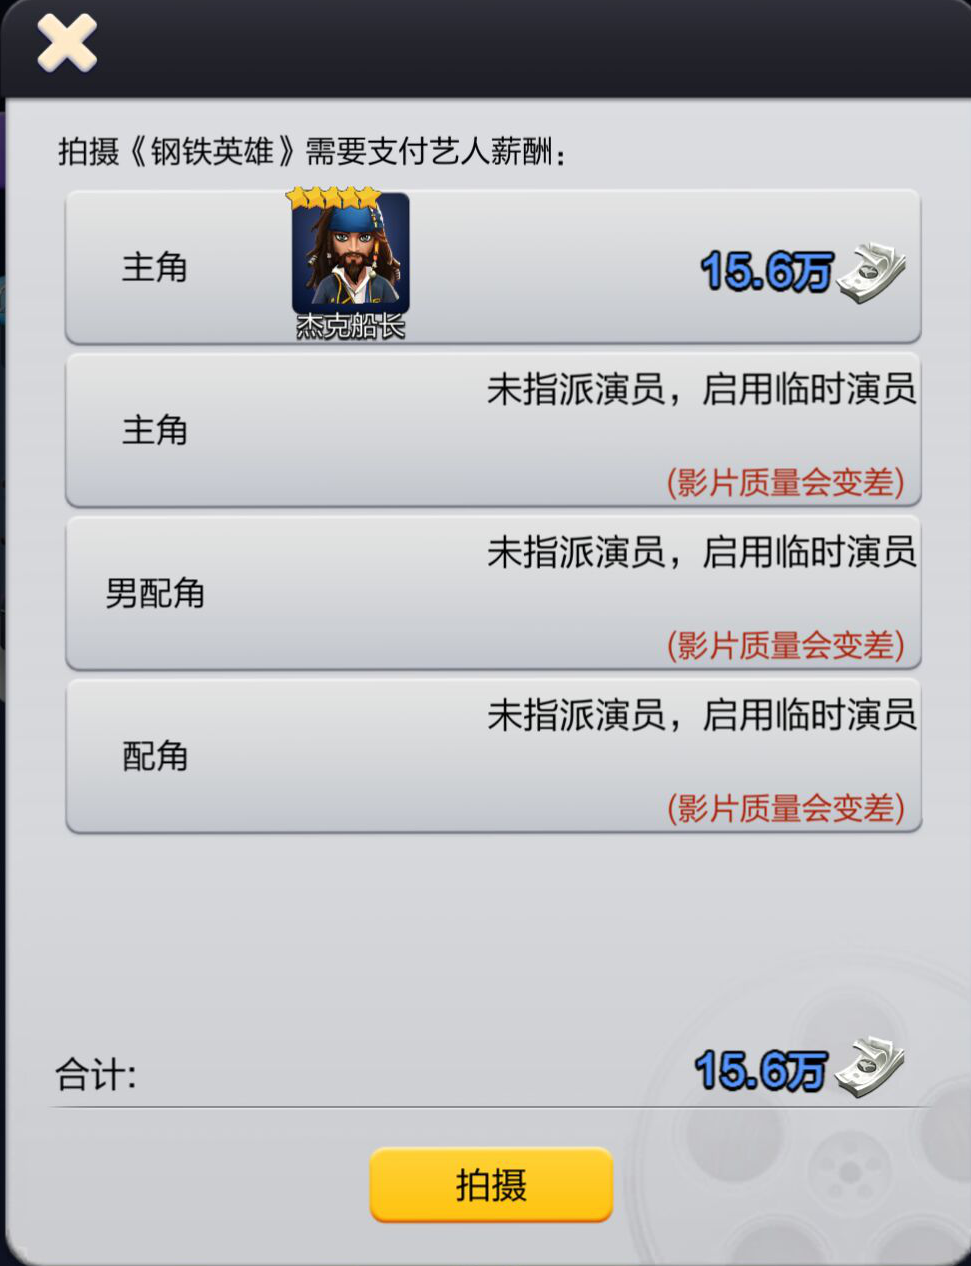 拍摄《钢铁英雄》需要支付艺人薪酬：
主角
15.6万
杰克船长
未指派演员，启用临时演员
主角
(影片质量会变差)
未指派演员，启用临时演员
男配角
(影片质量会变差)
未指派演员，启用临时演员
配角
(影片质量会变差)
合计:
15.6万
拍摄